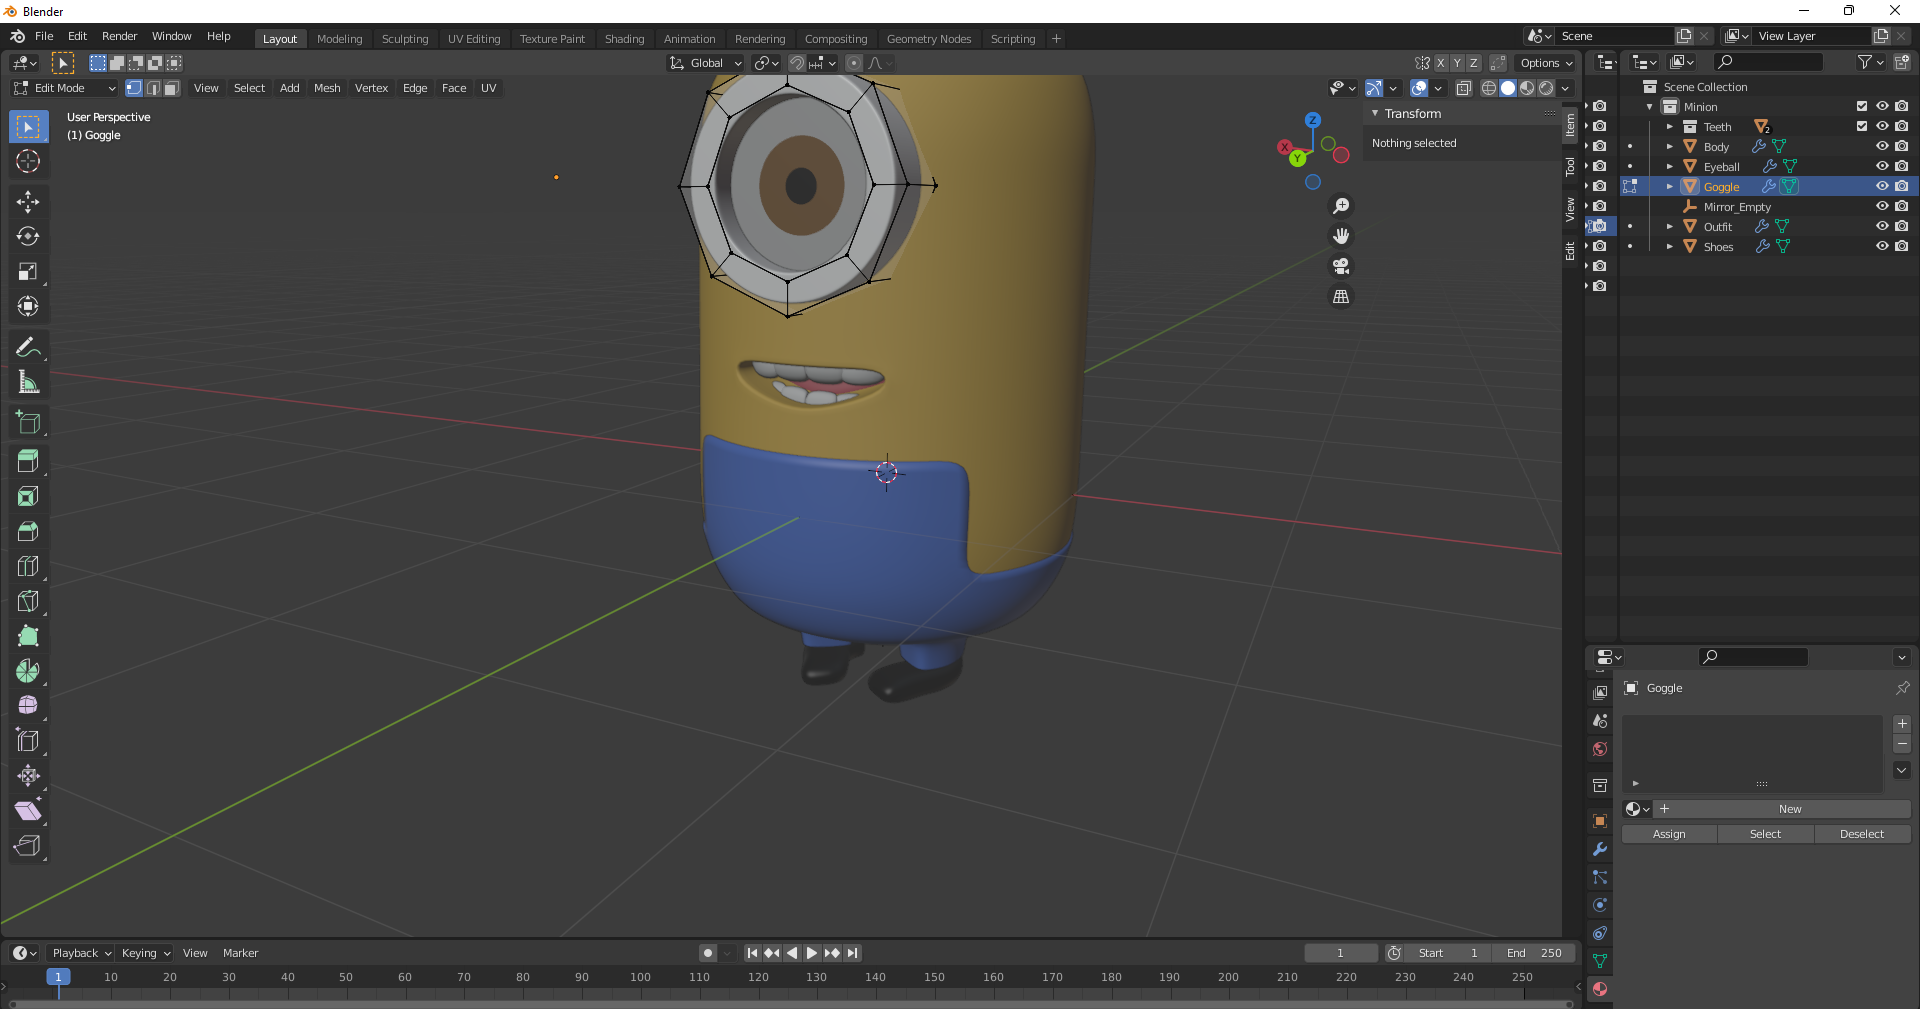 Blender
File Edit Render Window Help Layout Modeling Sculpting UV Editing Texture Paint Shading Animation Rendering Compositing Geometry Nodes Scripting + Scene View Layer
Global X Y Z Options
Edit Mode View Select Add Mesh Vertex Edge Face UV
User Perspective
(1) Goggle
Transform
Nothing selected
Z
X
Y
Item
Tool
View
Edit
Scene Collection
Minion
Teeth 2
Body
Eyeball
Goggle
Mirror_Empty
Outfit
Shoes
Goggle
New
Assign Select Deselect
Playback Keying View Marker 1 Start 1 End 250
1 10 20 30 40 50 60 70 80 90 100 110 120 130 140 150 160 170 180 190 200 210 220 230 240 250